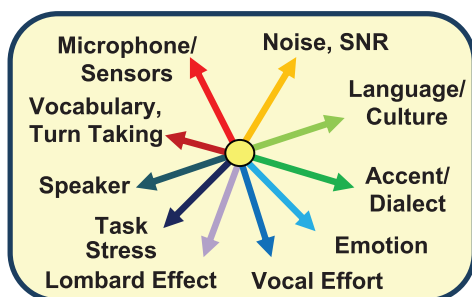 Microphone/
Sensors
Noise, SNR
Vocabulary,
Turn Taking
Language/
Culture
Speaker
Accent/
Dialect
Task
Stress
Emotion
Lombard Effect
Vocal Effort